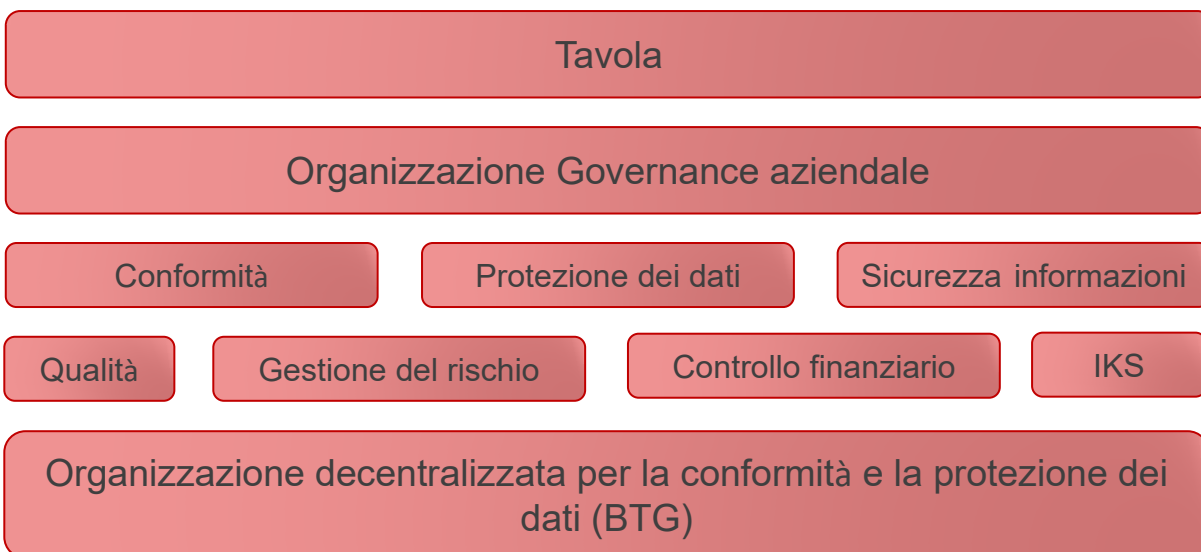 Tavola
Organizzazione Governance aziendale
Conformità
Protezione dei dati
Sicurezza informazioni
Qualità
Gestione del rischio
Controllo finanziario
IKS
Organizzazione decentralizzata per la conformità e la protezione dei
dati (BTG)